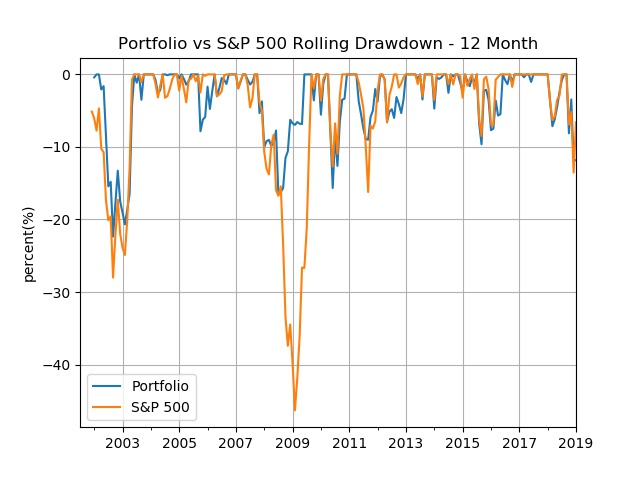 Portfolio vs S&P 500 Rolling Drawdown - 12 Month
0
−10
−20
−30
−40
percent(%)
Portfolio
S&P 500
2003 2005 2007 2009 2011 2013 2015 2017 2019